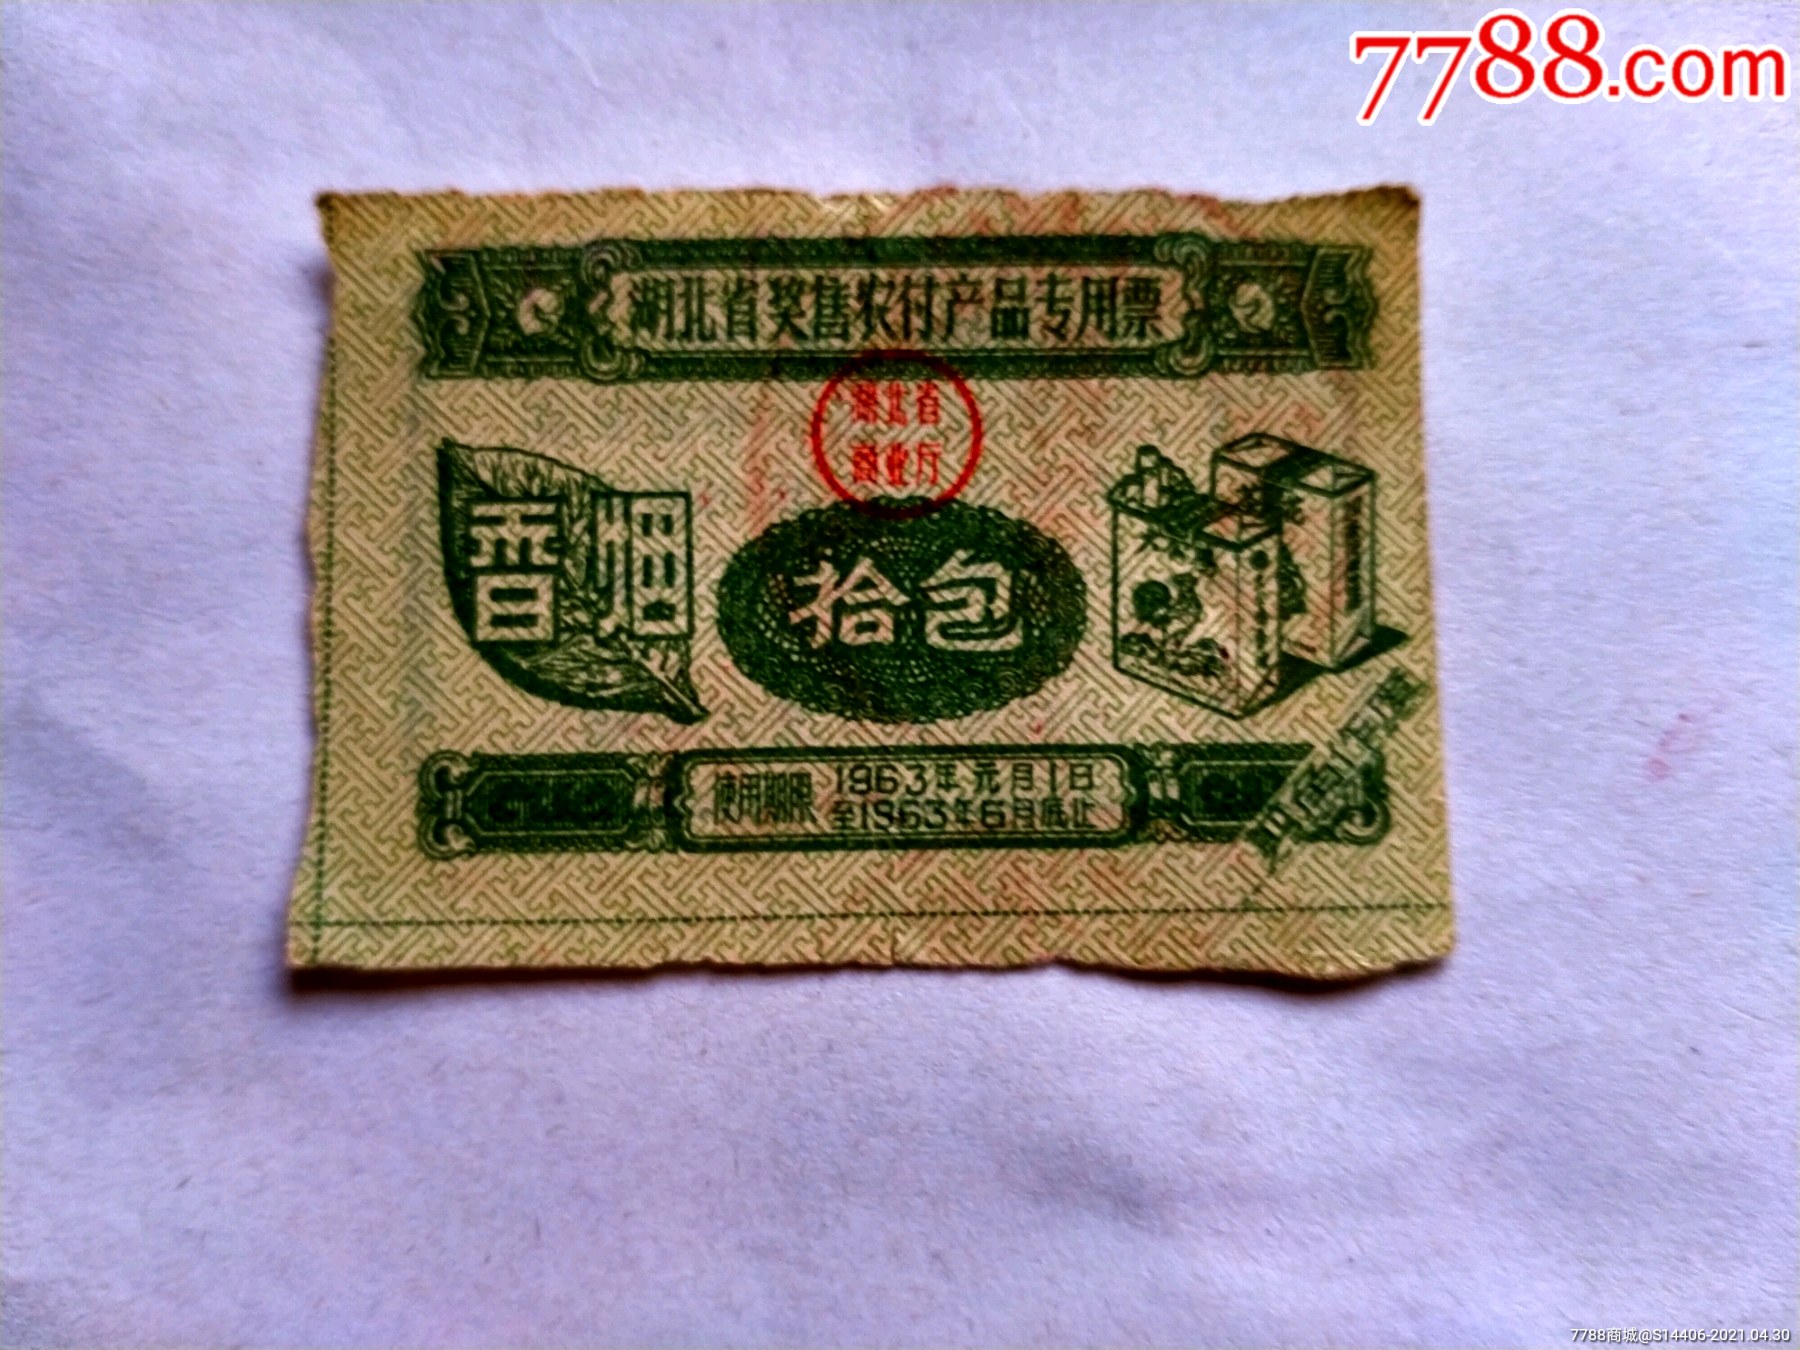 7788.com
湖北省奖售农付产品专用票
湖北省
商业厅
香烟
拾包
使用期限
1963年元月1日
至1963年6月底止
7788商城@S14406-2021.04.30